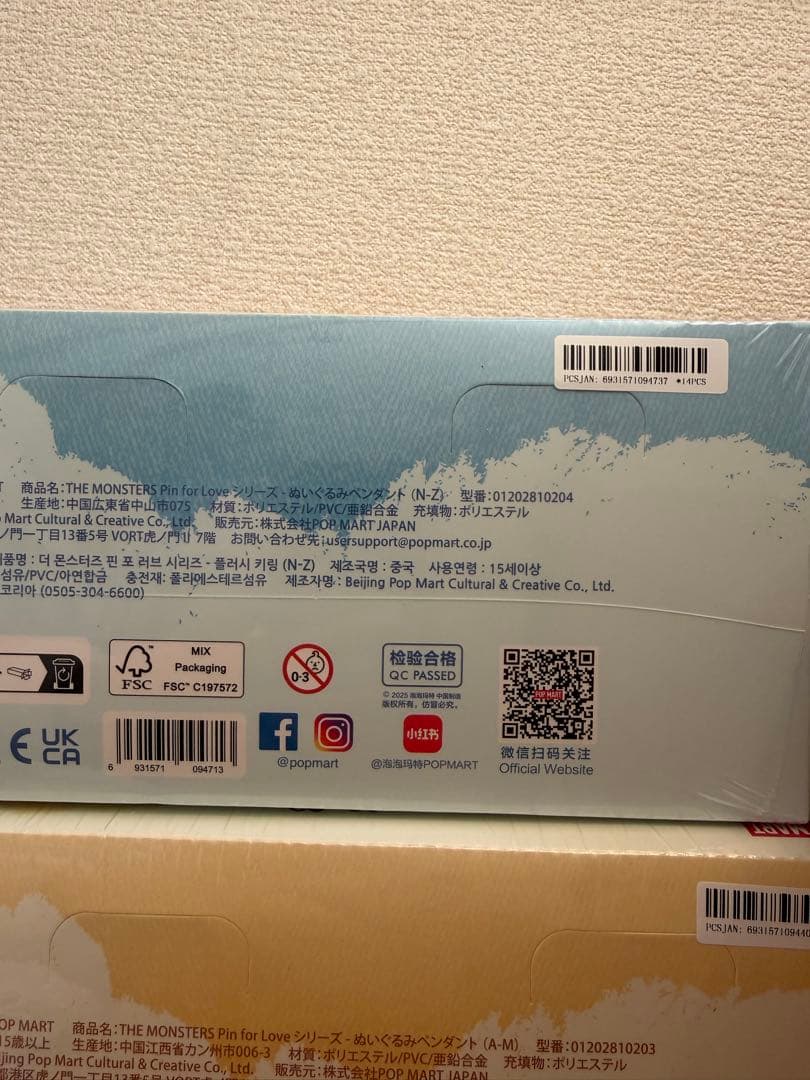 PCSJAN: 6931571094737 *14PCS
商品名:THE MONSTERS Pin for Love シリーズ - ぬいぐるみペンダント (N-Z) 型番:01202810204
生産地:中国広東省中山市075 材質:ポリエステル/PVC/亜鉛合金 充填物:ポリエステル
Mart Cultural & Creative Co., Ltd. 販売元:株式会社POP MART JAPAN
門一丁目13番5号 VORT虎ノ門 7階 お問い合わせ先:usersupport@popmart.co.jp
제품명 : 더 몬스터즈 핀 포 러브 시리즈 - 플러시 키링 (N-Z) 제조국명 : 중국 사용연령 : 15세이상
섬유/PVC/아연합금 충전재: 폴리에스테르섬유 제조자명.: Beijing Pop Mart Cultural & Creative Co., Ltd.
코리아 (0505-304-6600)
FSC
MIX
Packaging
FSC™ C197572
0-3
检验合格
QC PASSED
© 2025 泡泡玛特 中国制造
版权所有，仿冒必究。
POP MART
微信扫码关注
Official Website
CE UK CA
6 931571 094713
@popmart
小红书
@泡泡玛特POPMART
MART
PCSJAN: 693157109440
POP MART 商品名:THE MONSTERS Pin for Love シリーズ - ぬいぐるみペンダント (A-M) 型番:01202810203
15歳以上 生産地:中国江西省カン州市006-3 材質:ポリエステル/PVC/亜鉛合金 充填物:ポリエステル
Pop Mart Cultural & Creative Co., Ltd. 販売元:株式会社POP MART JAPAN
都港区虎ノ門一丁目13番5号